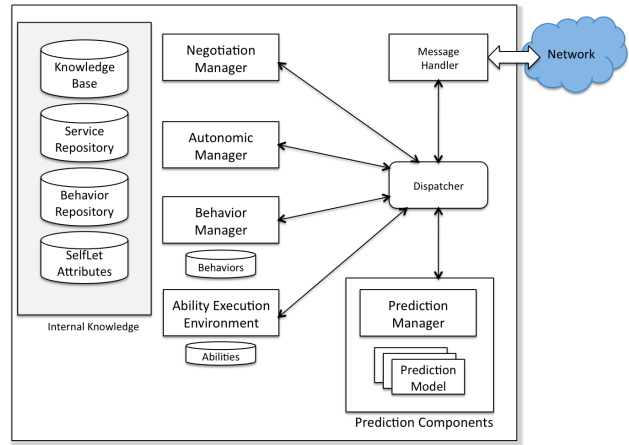 Knowledge
Base
Service
Repository
Behavior
Repository
SelfLet
Attributes
Internal Knowledge
Negotiation
Manager
Autonomic
Manager
Behavior
Manager
Behaviors
Ability Execution
Environment
Abilities
Message
Handler
Network
Dispatcher
Prediction
Manager
Prediction
Model
Prediction Components